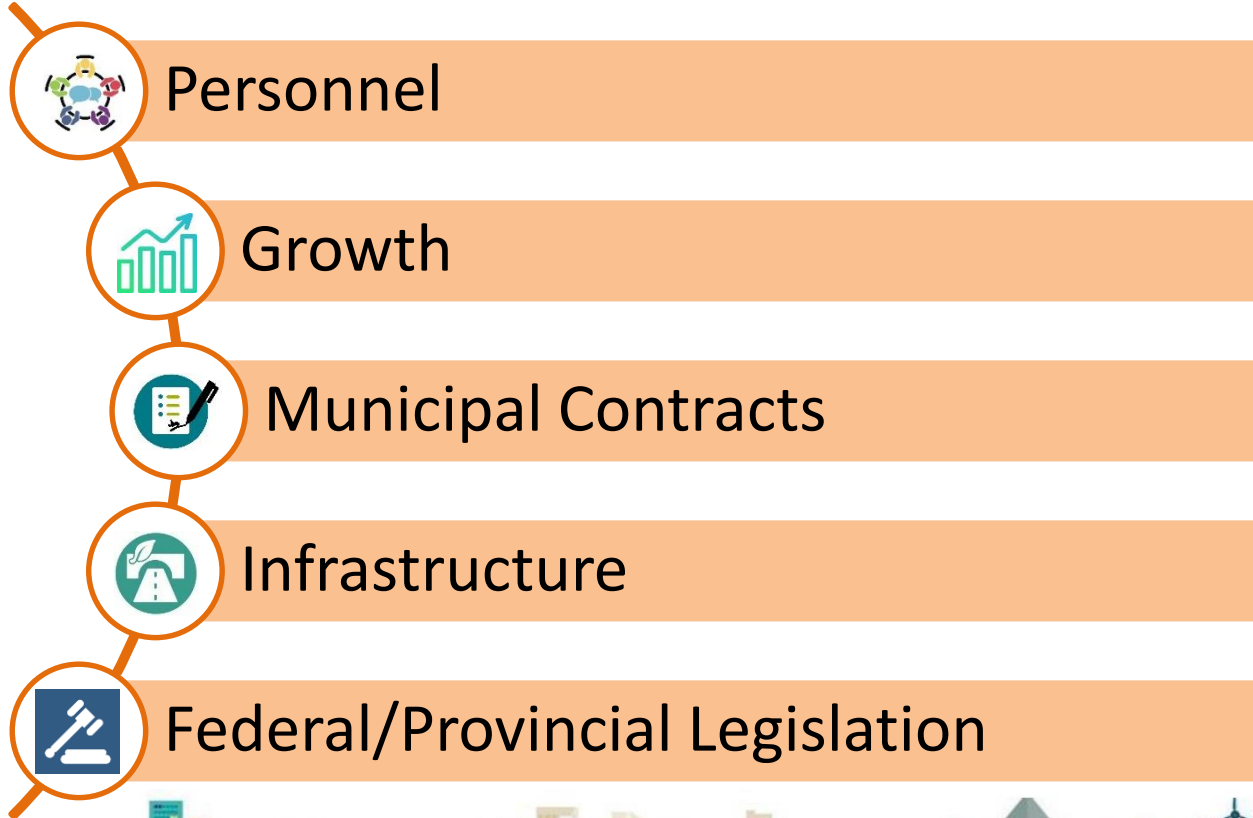 Personnel
Growth
Municipal Contracts
Infrastructure
Federal/Provincial Legislation